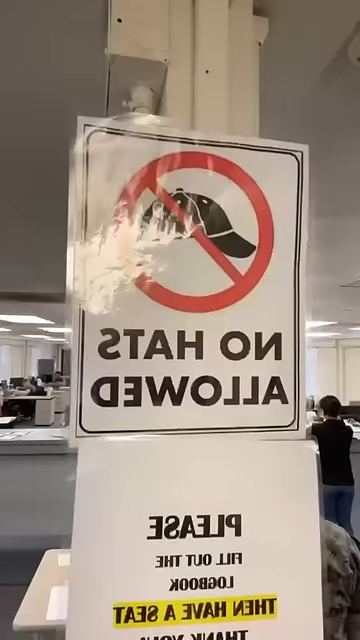 NO HATS
ALLOWED
PLEASE
FILL OUT THE
LOGBOOK
THEN HAVE A SEAT
THANK YOU!